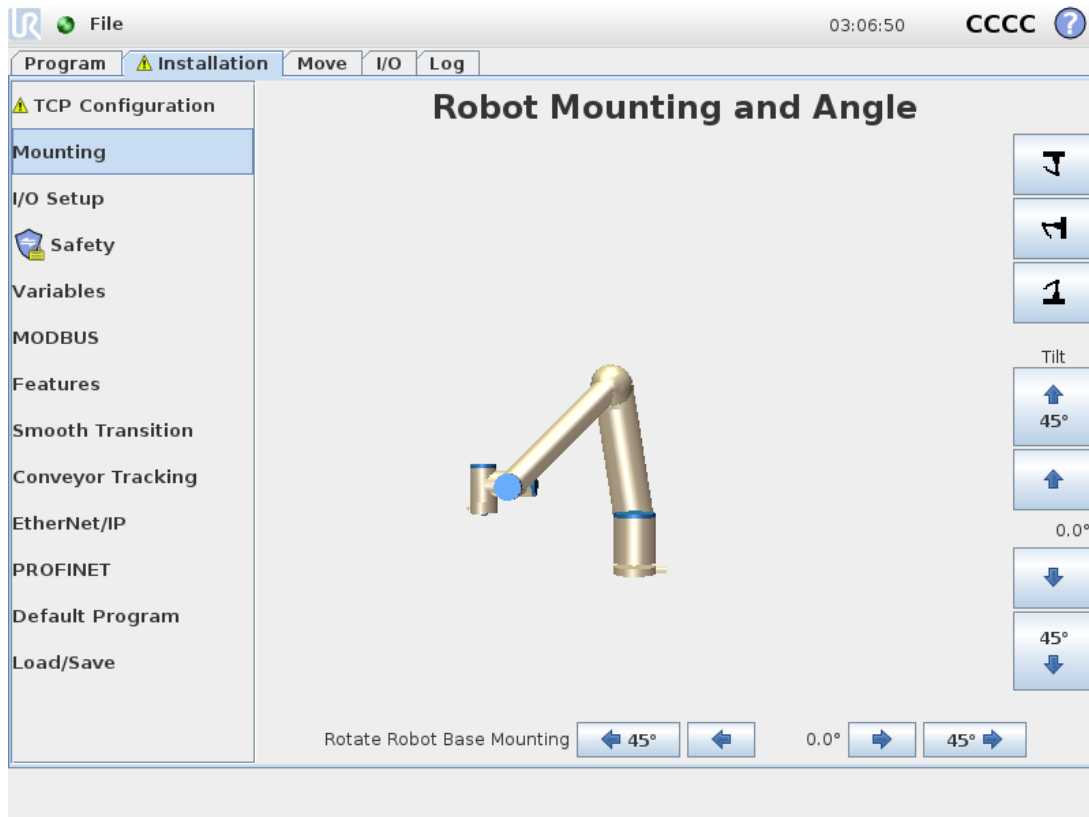 UR File 03:06:50 CCCC ?
Program Installation Move I/O Log
TCP Configuration
Mounting
I/O Setup
Safety
Variables
MODBUS
Features
Smooth Transition
Conveyor Tracking
EtherNet/IP
PROFINET
Default Program
Load/Save
Robot Mounting and Angle
Tilt
45°
0.0°
45°
Rotate Robot Base Mounting 45° 0.0° 45°